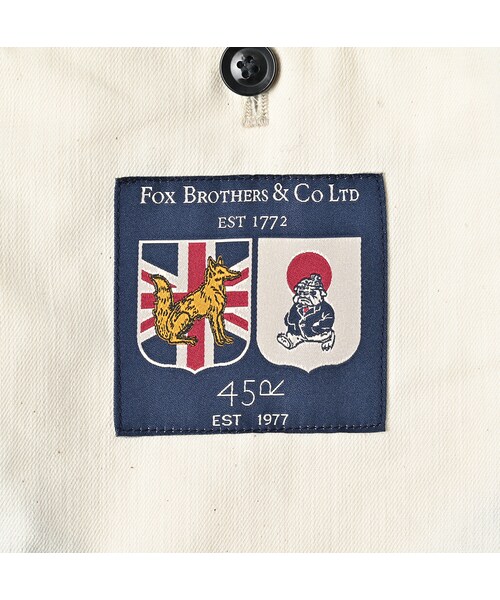 FOX BROTHERS & CO LTD
EST 1772
45R
EST 1977